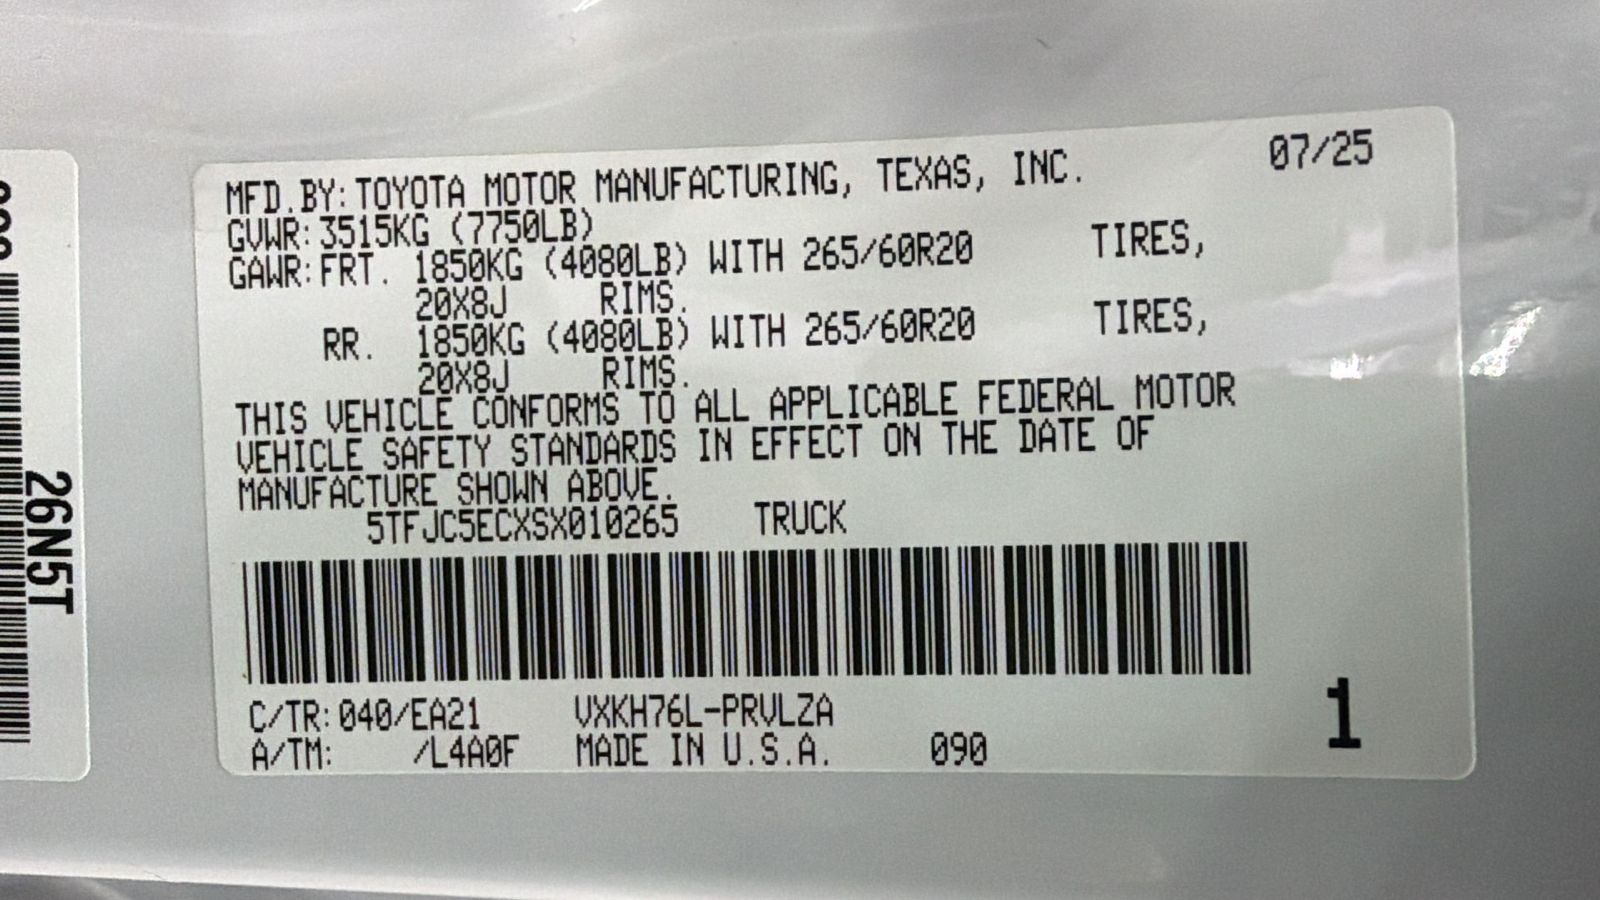 MFD.BY:TOYOTA MOTOR MANUFACTURING, TEXAS, INC. 07/25
GVWR:3515KG (7750LB)
GAWR:FRT. 1850KG (4080LB) WITH 265/60R20 TIRES,
20X8J RIMS.
RR. 1850KG (4080LB) WITH 265/60R20 TIRES,
20X8J RIMS.
THIS VEHICLE CONFORMS TO ALL APPLICABLE FEDERAL MOTOR
VEHICLE SAFETY STANDARDS IN EFFECT ON THE DATE OF
MANUFACTURE SHOWN ABOVE.
5TFJC5ECXSX010265 TRUCK
C/TR:040/EA21 VXKH76L-PRVLZA
A/TM: /L4A0F MADE IN U.S.A. 090
1
26N5T